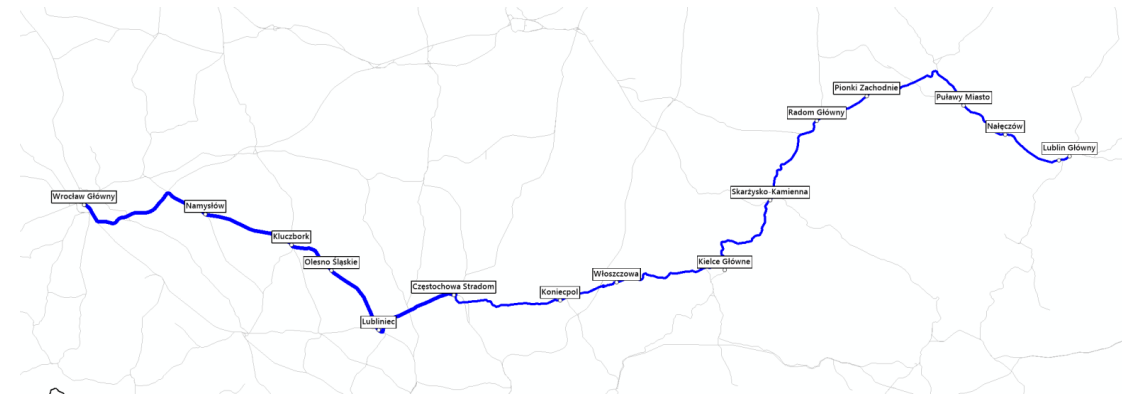 Pionki Zachodnie
Puławy Miasto
Radom Główny
Nałęczów
Lublin Główny
Skarżysko-Kamienna
Wrocław Główny
Namysłów
Kluczbork
Olesno Śląskie
Kielce Główne
Włoszczowa
Częstochowa Stradom
Koniecpol
Lubliniec